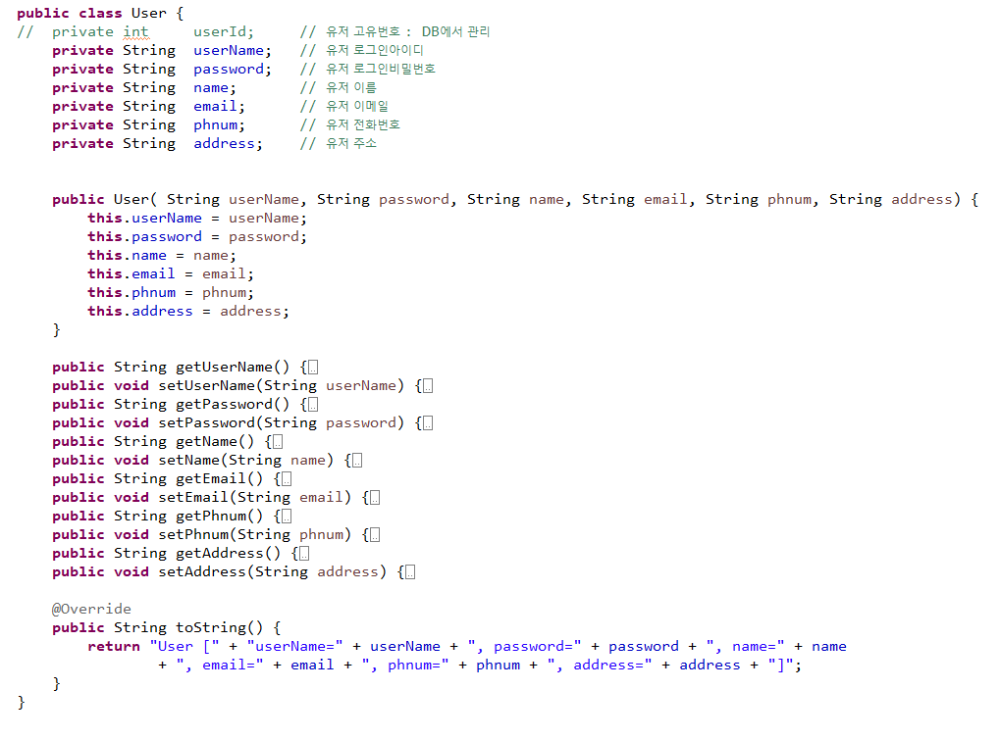 public class User {
//  private int     userId;     // 유저 고유번호 :  DB에서 관리
    private String  userName;   // 유저 로그인아이디
    private String  password;   // 유저 로그인비밀번호
    private String  name;       // 유저 이름
    private String  email;      // 유저 이메일
    private String  phnum;      // 유저 전화번호
    private String  address;    // 유저 주소
    public User( String userName, String password, String name, String email, String phnum, String address) {
        this.userName = userName;
        this.password = password;
        this.name = name;
        this.email = email;
        this.phnum = phnum;
        this.address = address;
    }
    public String getUserName() {..
    public void setUserName(String userName) {..
    public String getPassword() {..
    public void setPassword(String password) {..
    public String getName() {..
    public void setName(String name) {..
    public String getEmail() {..
    public void setEmail(String email) {..
    public String getPhnum() {..
    public void setPhnum(String phnum) {..
    public String getAddress() {..
    public void setAddress(String address) {..
    @Override
    public String toString() {
        return "User [" + "userName=" + userName + ", password=" + password + ", name=" + name
                + ", email=" + email + ", phnum=" + phnum + ", address=" + address + "]";
    }
}